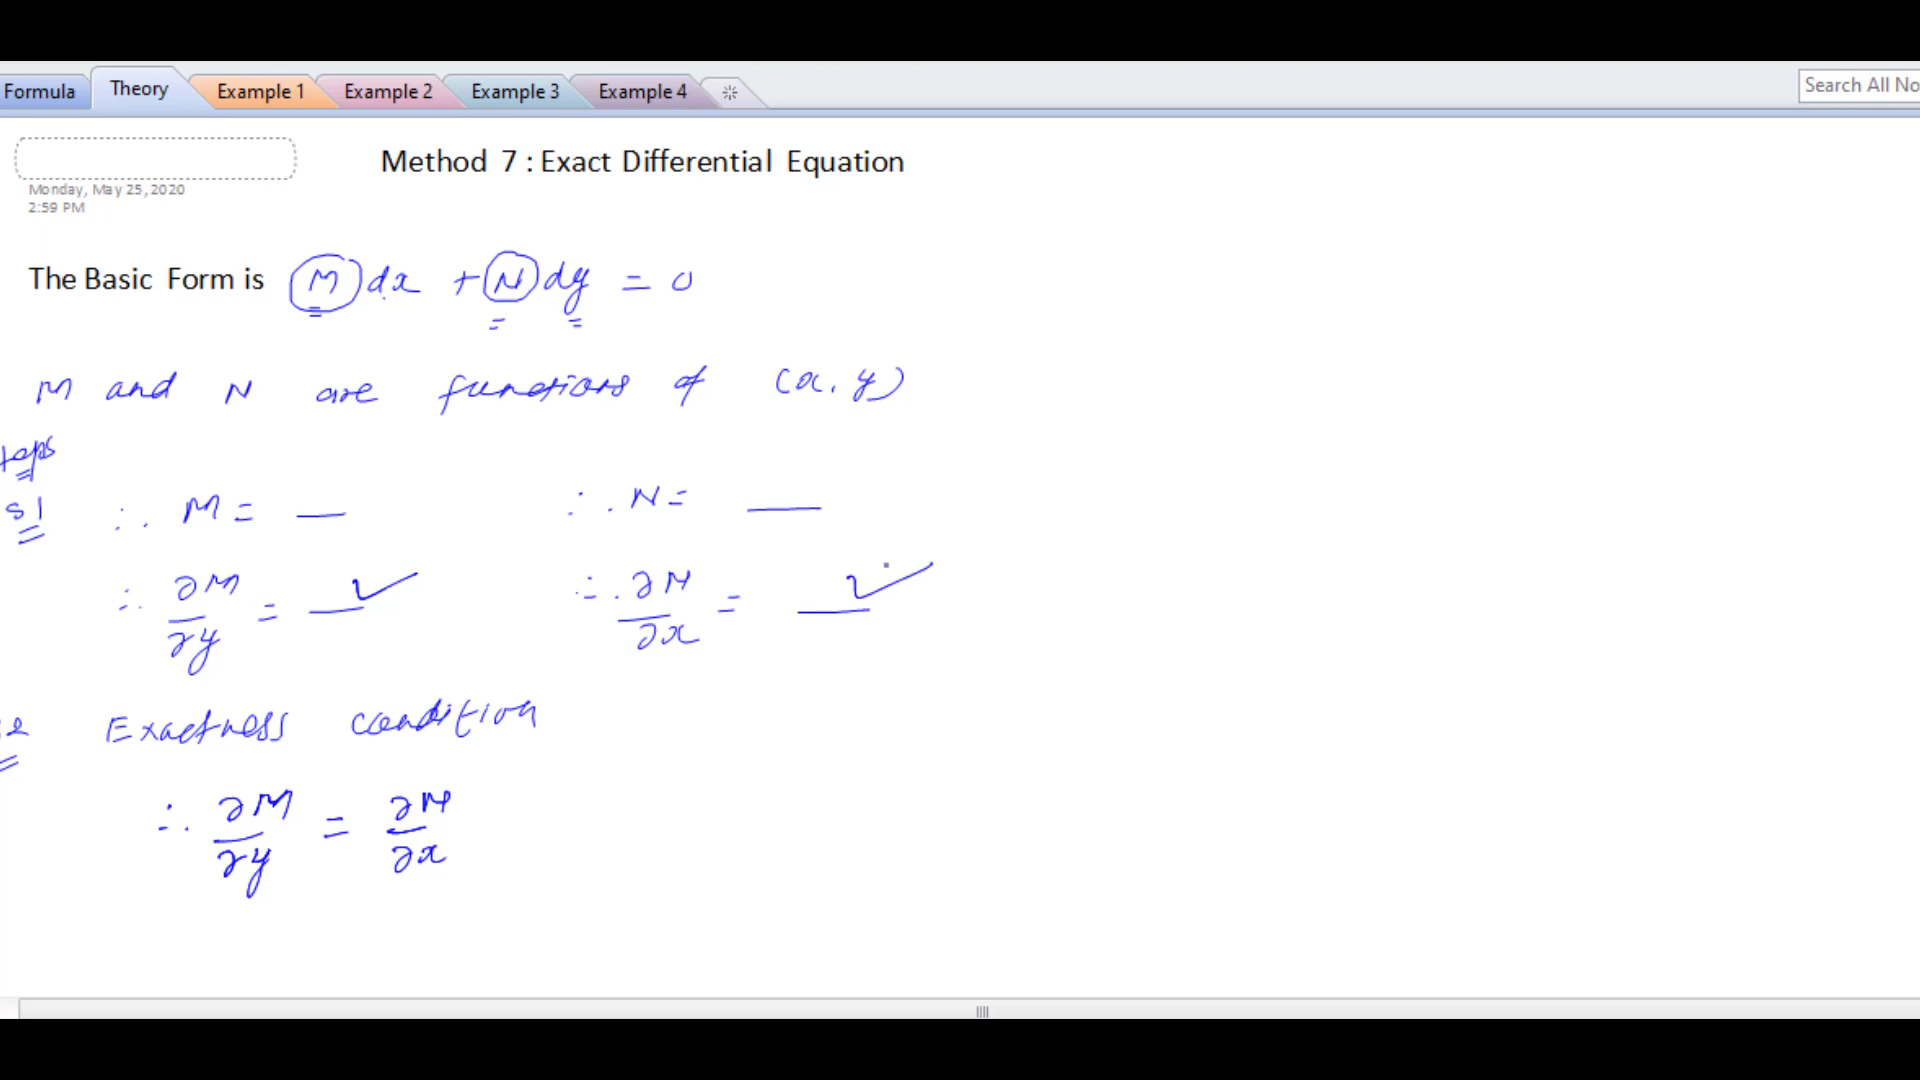 Formula Theory Example 1 Example 2 Example 3 Example 4 Search All No
Method 7 : Exact Differential Equation
Monday, May 25, 2020
2:59 PM
The Basic Form is M dx + N dy = 0
M and N are functions of (x, y)
teps
S1 ∴ M = — ∴ N = —
∴ ∂M/∂y = — ✓ ∴ ∂N/∂x = — ✓
Exactness condition
∴ ∂M/∂y = ∂N/∂x